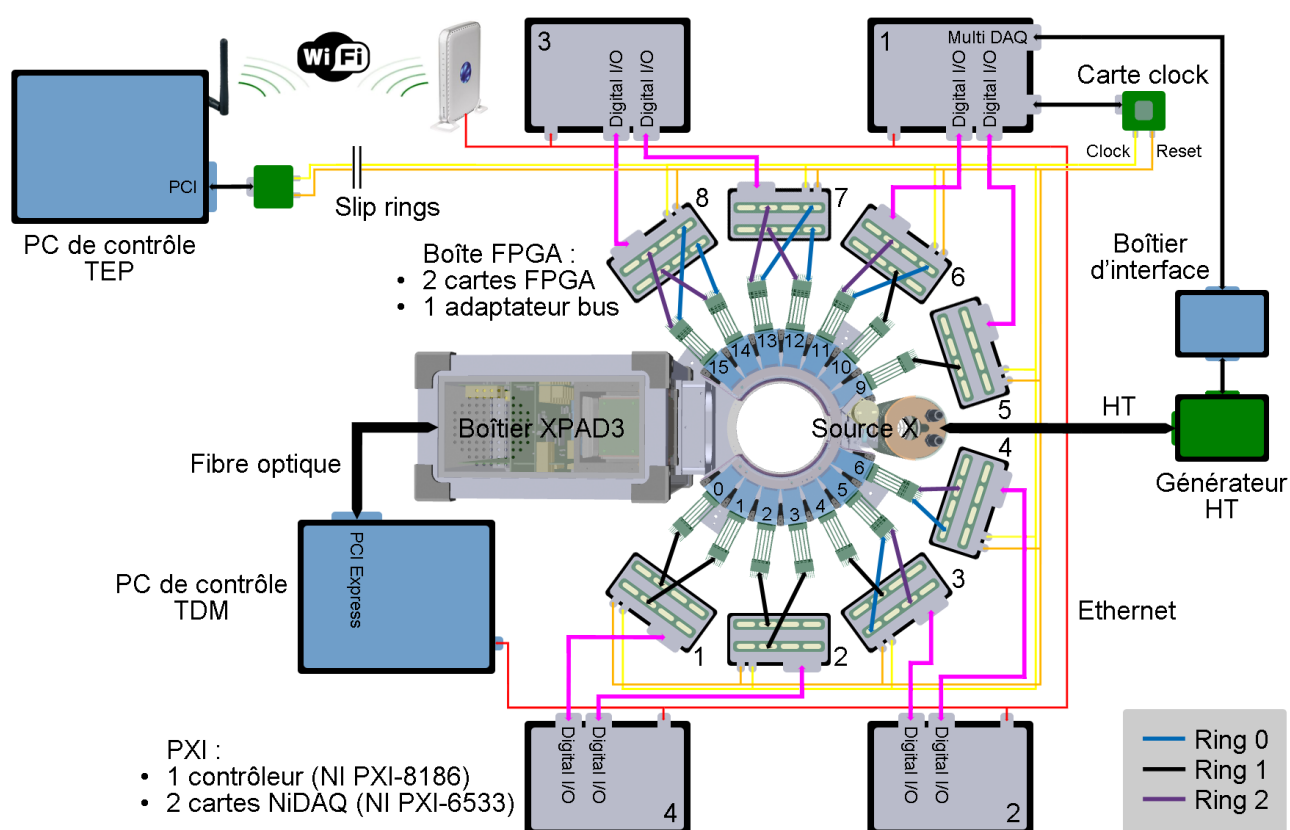 Wi Fi
3
Digital I/O
Digital I/O
1
Multi DAQ
Digital I/O
Digital I/O
Carte clock
Clock
Reset
PCI
Slip rings
PC de contrôle
TEP
Boîte FPGA :
• 2 cartes FPGA
• 1 adaptateur bus
8
7
6
5
4
3
2
1
Boîtier
d'interface
15
14
13
12
11
10
9
6
5
4
3
2
1
0
Boîtier XPAD3
Source X
HT
Générateur
HT
Fibre optique
PCI Express
PC de contrôle
TDM
Ethernet
PXI :
• 1 contrôleur (NI PXI-8186)
• 2 cartes NiDAQ (NI PXI-6533)
Digital I/O
Digital I/O
4
Digital I/O
Digital I/O
2
Ring 0
Ring 1
Ring 2